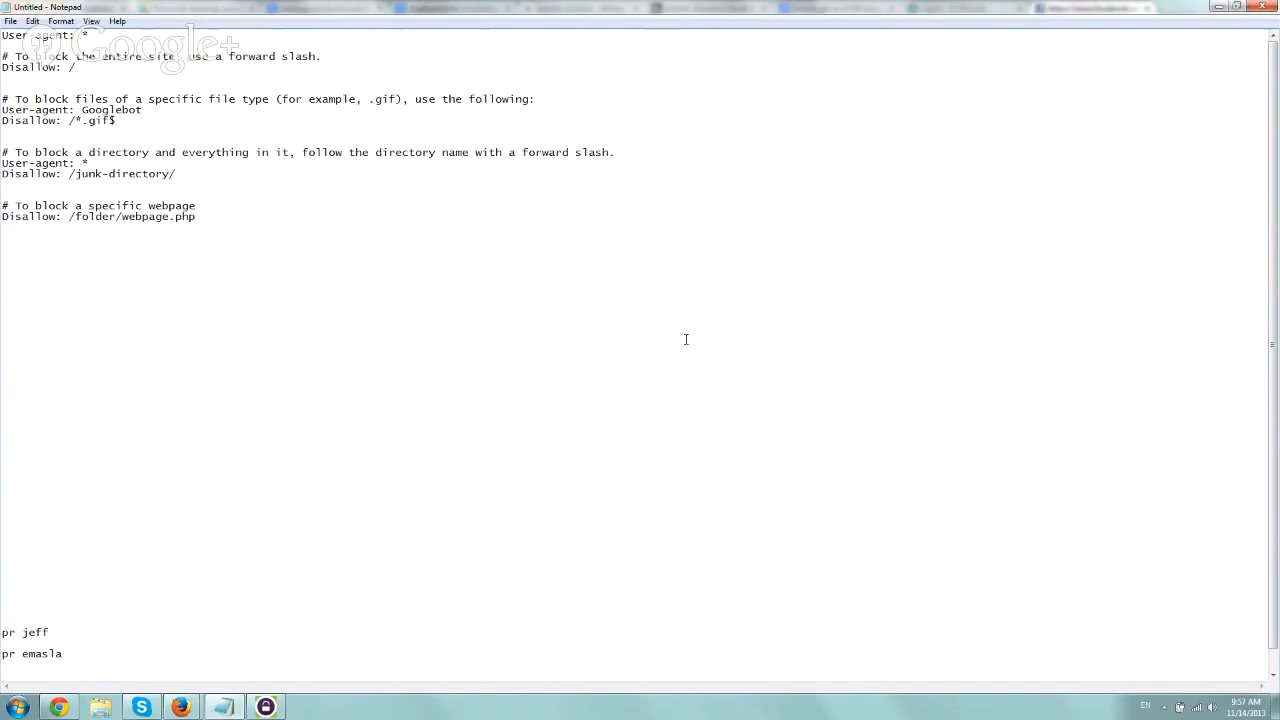 Untitled - Notepad
File Edit Format View Help
Google+
User-agent: *
# To block the entire site, use a forward slash.
Disallow: /
# To block files of a specific file type (for example, .gif), use the following:
User-agent: Googlebot
Disallow: /*.gif$
# To block a directory and everything in it, follow the directory name with a forward slash.
User-agent: *
Disallow: /junk-directory/
# To block a specific webpage
Disallow: /folder/webpage.php
pr jeff
pr emasla
EN
9:57 AM
11/14/2013